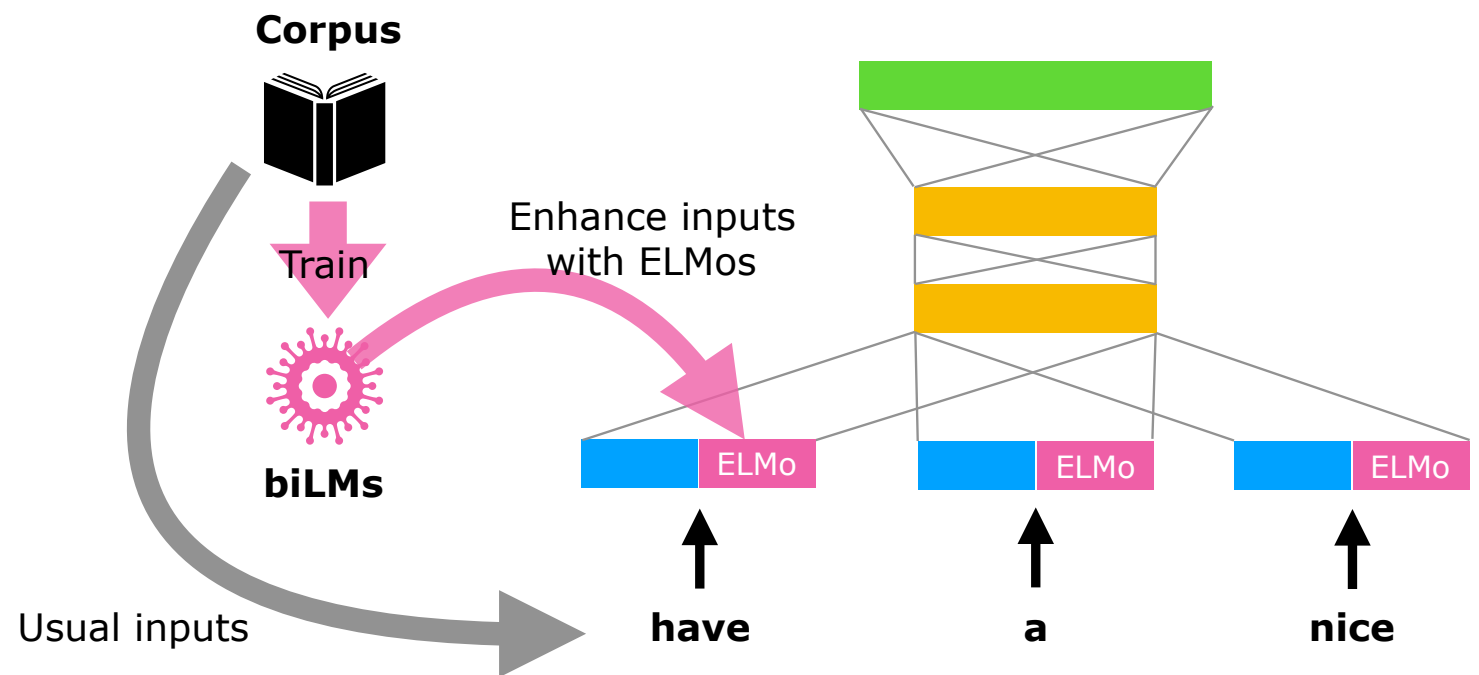 Corpus
Train
biLMs
Usual inputs
Enhance inputs
with ELMos
ELMo
ELMo
ELMo
have
a
nice